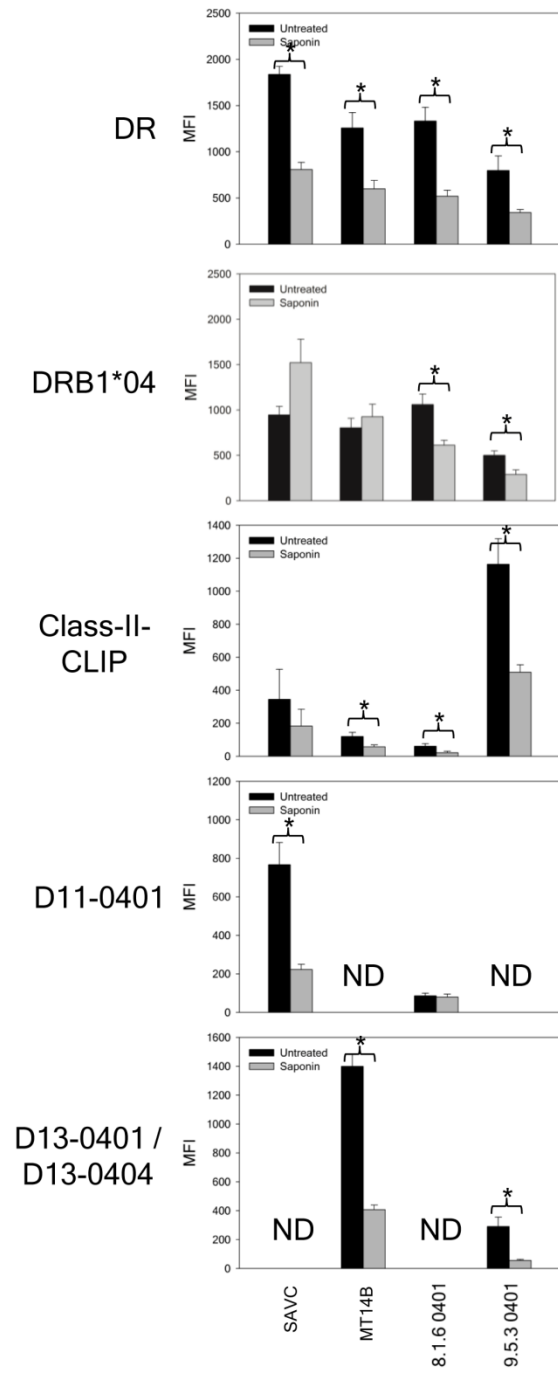 DR
MFI
2500
2000
1500
1000
500
0
Untreated
Saponin
*
*
*
*
DRB1*04
MFI
2500
2000
1500
1000
500
0
Untreated
Saponin
*
*
Class-II-
CLIP
MFI
1400
1200
1000
800
600
400
200
0
Untreated
Saponin
*
*
*
D11-0401
MFI
1200
1000
800
600
400
200
0
Untreated
Saponin
*
ND
ND
D13-0401 /
D13-0404
MFI
1600
1400
1200
1000
800
600
400
200
0
Untreated
Saponin
*
*
ND
ND
SAVC
MT14B
8.1.6 0401
9.5.3 0401